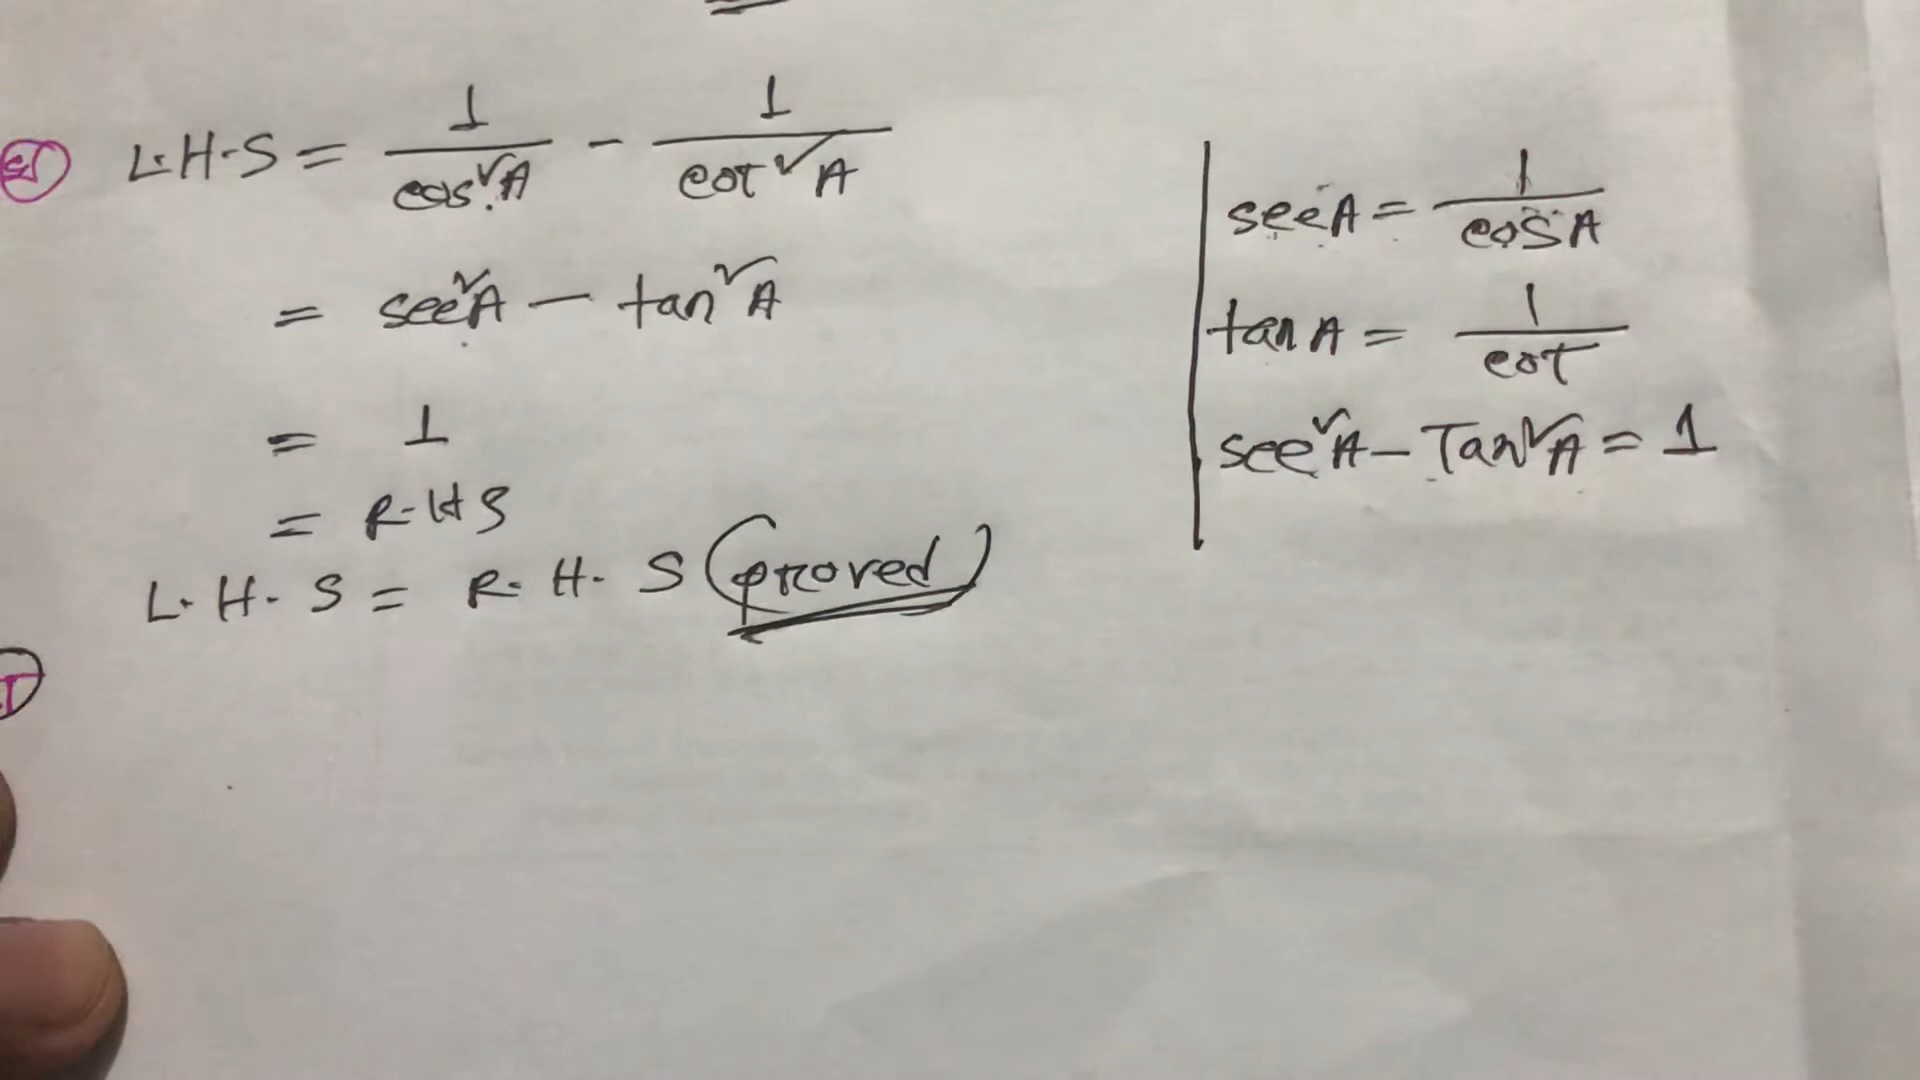 L.H.S = 1/cos²A - 1/cot²A
= sec²A - tan²A
= 1
= R.H.S
L.H.S = R.H.S (proved)
secA = 1/cosA
tanA = 1/cot
sec²A - Tan²A = 1